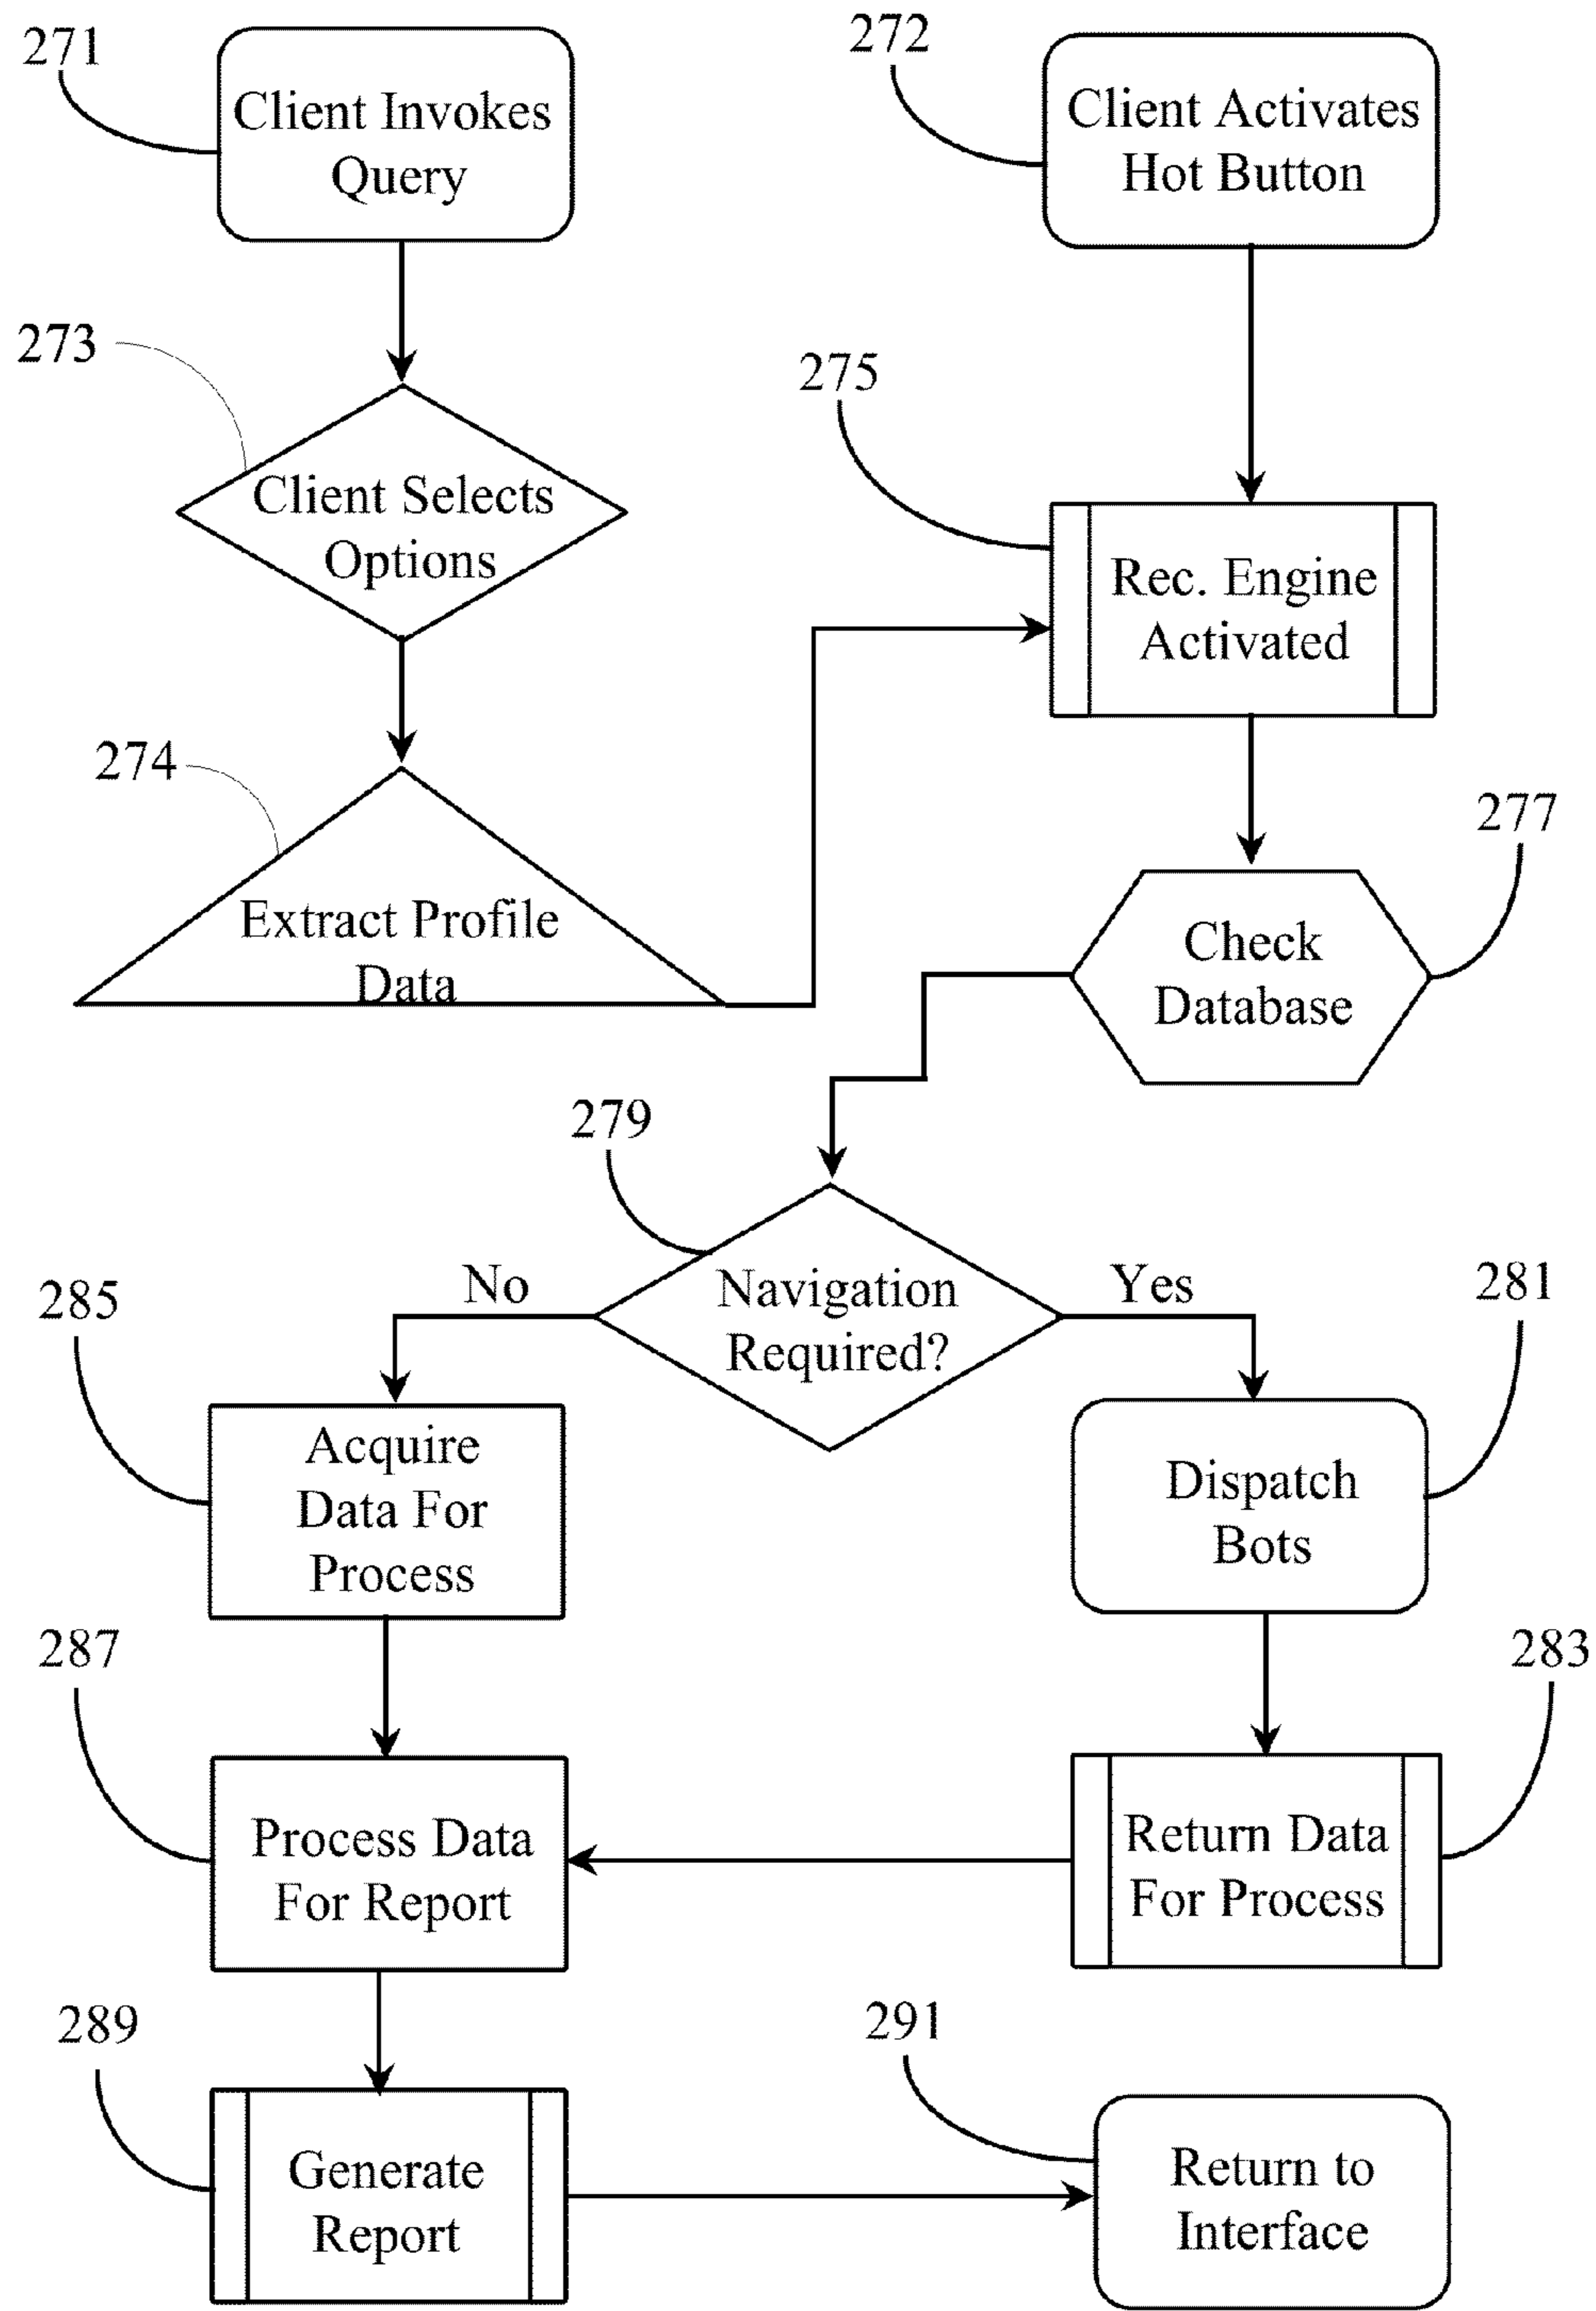 271
Client Invokes
Query
272
Client Activates
Hot Button
273
Client Selects
Options
275
Rec. Engine
Activated
274
Extract Profile
Data
277
Check
Database
279
Navigation
Required?
No
Yes
285
Acquire
Data For
Process
281
Dispatch
Bots
287
Process Data
For Report
283
Return Data
For Process
289
Generate
Report
291
Return to
Interface